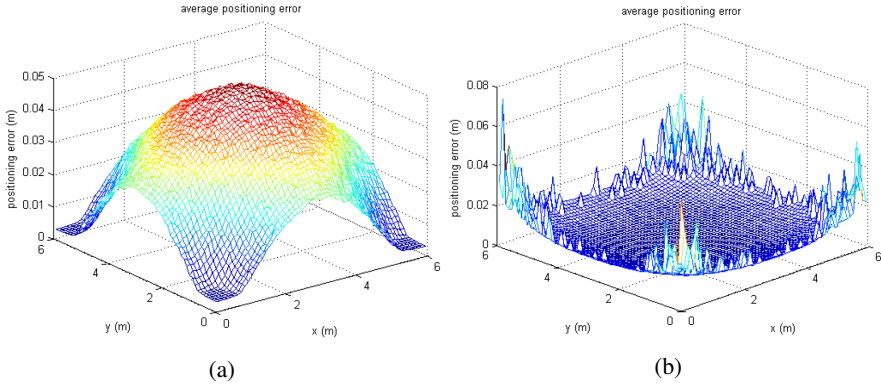 average positioning error
0.05
0.04
0.03
0.02
0.01
0
positioning error (m)
6
4
2
0
y (m)
0
2
4
6
x (m)
(a)
average positioning error
0.08
0.06
0.04
0.02
0
positioning error (m)
6
4
2
0
y (m)
0
2
4
6
x (m)
(b)